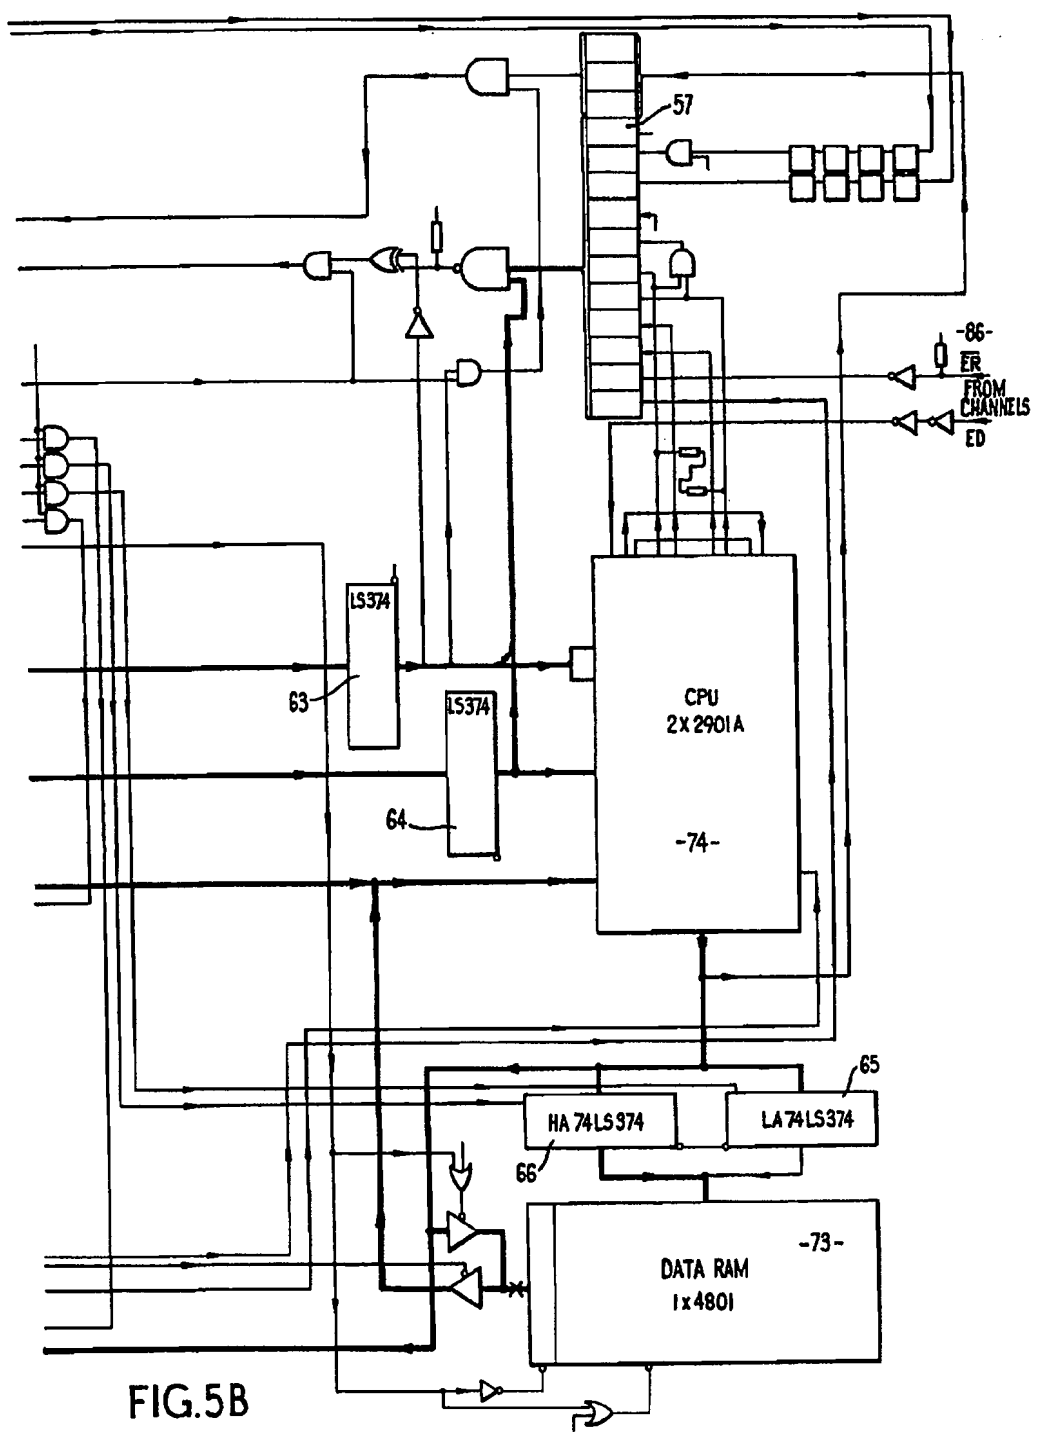 57
-86-
ER
FROM
CHANNELS
ED
LS374
63
LS374
64
CPU
2X2901A
-74-
65
HA 74LS374
LA 74LS374
66
-73-
DATA RAM
1x4801
FIG.5B